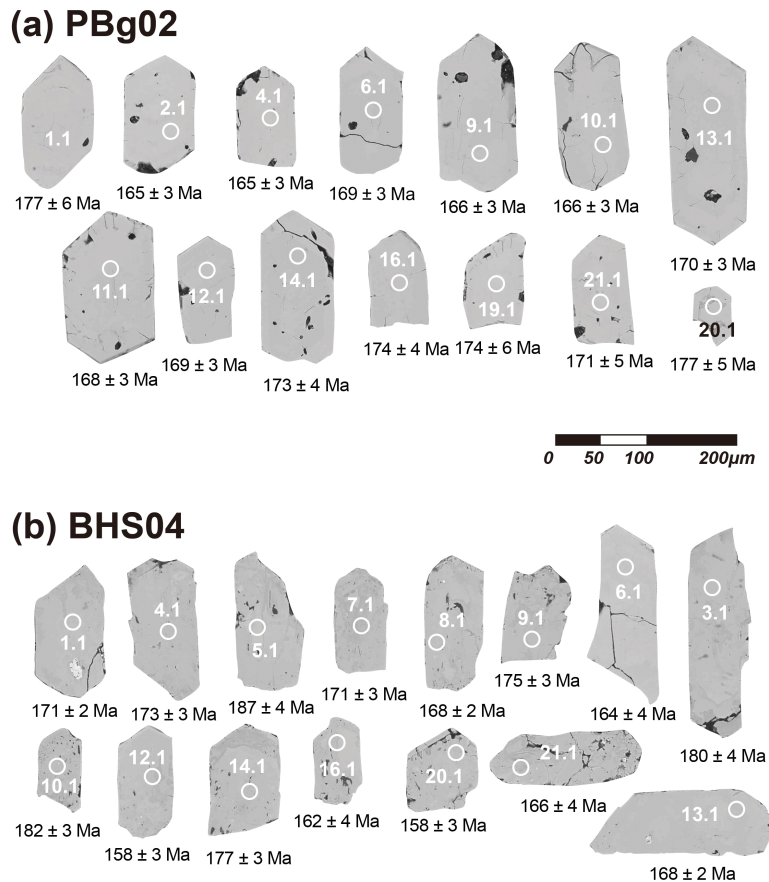 (a) PBg02
1.1
2.1
4.1
6.1
9.1
10.1
13.1
177 ± 6 Ma
165 ± 3 Ma
165 ± 3 Ma
169 ± 3 Ma
166 ± 3 Ma
166 ± 3 Ma
170 ± 3 Ma
11.1
12.1
14.1
16.1
19.1
21.1
20.1
168 ± 3 Ma
169 ± 3 Ma
173 ± 4 Ma
174 ± 4 Ma
174 ± 6 Ma
171 ± 5 Ma
177 ± 5 Ma
0 50 100 200μm
(b) BHS04
1.1
4.1
5.1
7.1
8.1
9.1
6.1
3.1
171 ± 2 Ma
173 ± 3 Ma
187 ± 4 Ma
171 ± 3 Ma
168 ± 2 Ma
175 ± 3 Ma
164 ± 4 Ma
180 ± 4 Ma
10.1
12.1
14.1
16.1
20.1
21.1
13.1
182 ± 3 Ma
158 ± 3 Ma
177 ± 3 Ma
162 ± 4 Ma
158 ± 3 Ma
166 ± 4 Ma
168 ± 2 Ma